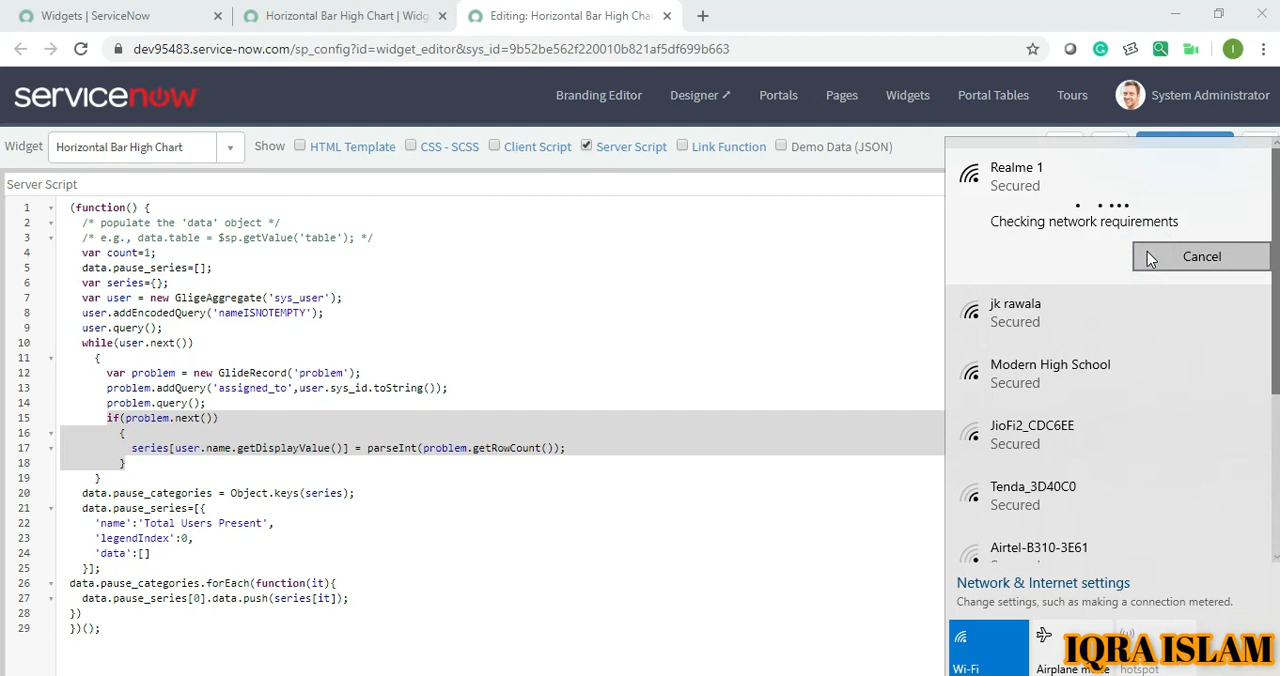 Widgets | ServiceNow
Horizontal Bar High Chart | Widg
Editing: Horizontal Bar High Char
dev95483.service-now.com/sp_config?id=widget_editor&sys_id=9b52be562f220010b821af5df699b663
I
servicenow
Branding Editor
Designer
Portals
Pages
Widgets
Portal Tables
Tours
System Administrator
Widget
Horizontal Bar High Chart
Show
HTML Template
CSS - SCSS
Client Script
Server Script
Link Function
Demo Data (JSON)
Server Script
1 (function() {
2 /* populate the 'data' object */
3 /* e.g., data.table = $sp.getValue('table'); */
4 var count=1;
5 data.pause_series=[];
6 var series={};
7 var user = new GligeAggregate('sys_user');
8 user.addEncodedQuery('nameISNOTEMPTY');
9 user.query();
10 while(user.next())
11 {
12 var problem = new GlideRecord('problem');
13 problem.addQuery('assigned_to',user.sys_id.toString());
14 problem.query();
15 if(problem.next())
16 {
17 series[user.name.getDisplayValue()] = parseInt(problem.getRowCount());
18 }
19 }
20 data.pause_categories = Object.keys(series);
21 data.pause_series=[{
22 'name':'Total Users Present',
23 'legendIndex':0,
24 'data':[]
25 }];
26 data.pause_categories.forEach(function(it){
27 data.pause_series[0].data.push(series[it]);
28 })
29 })();
Realme 1
Secured
Checking network requirements
Cancel
jk rawala
Secured
Modern High School
Secured
JioFi2_CDC6EE
Secured
Tenda_3D40C0
Secured
Airtel-B310-3E61
Network & Internet settings
Change settings, such as making a connection metered.
Wi-Fi
Airplane mode
hotspot
IQRA ISLAM